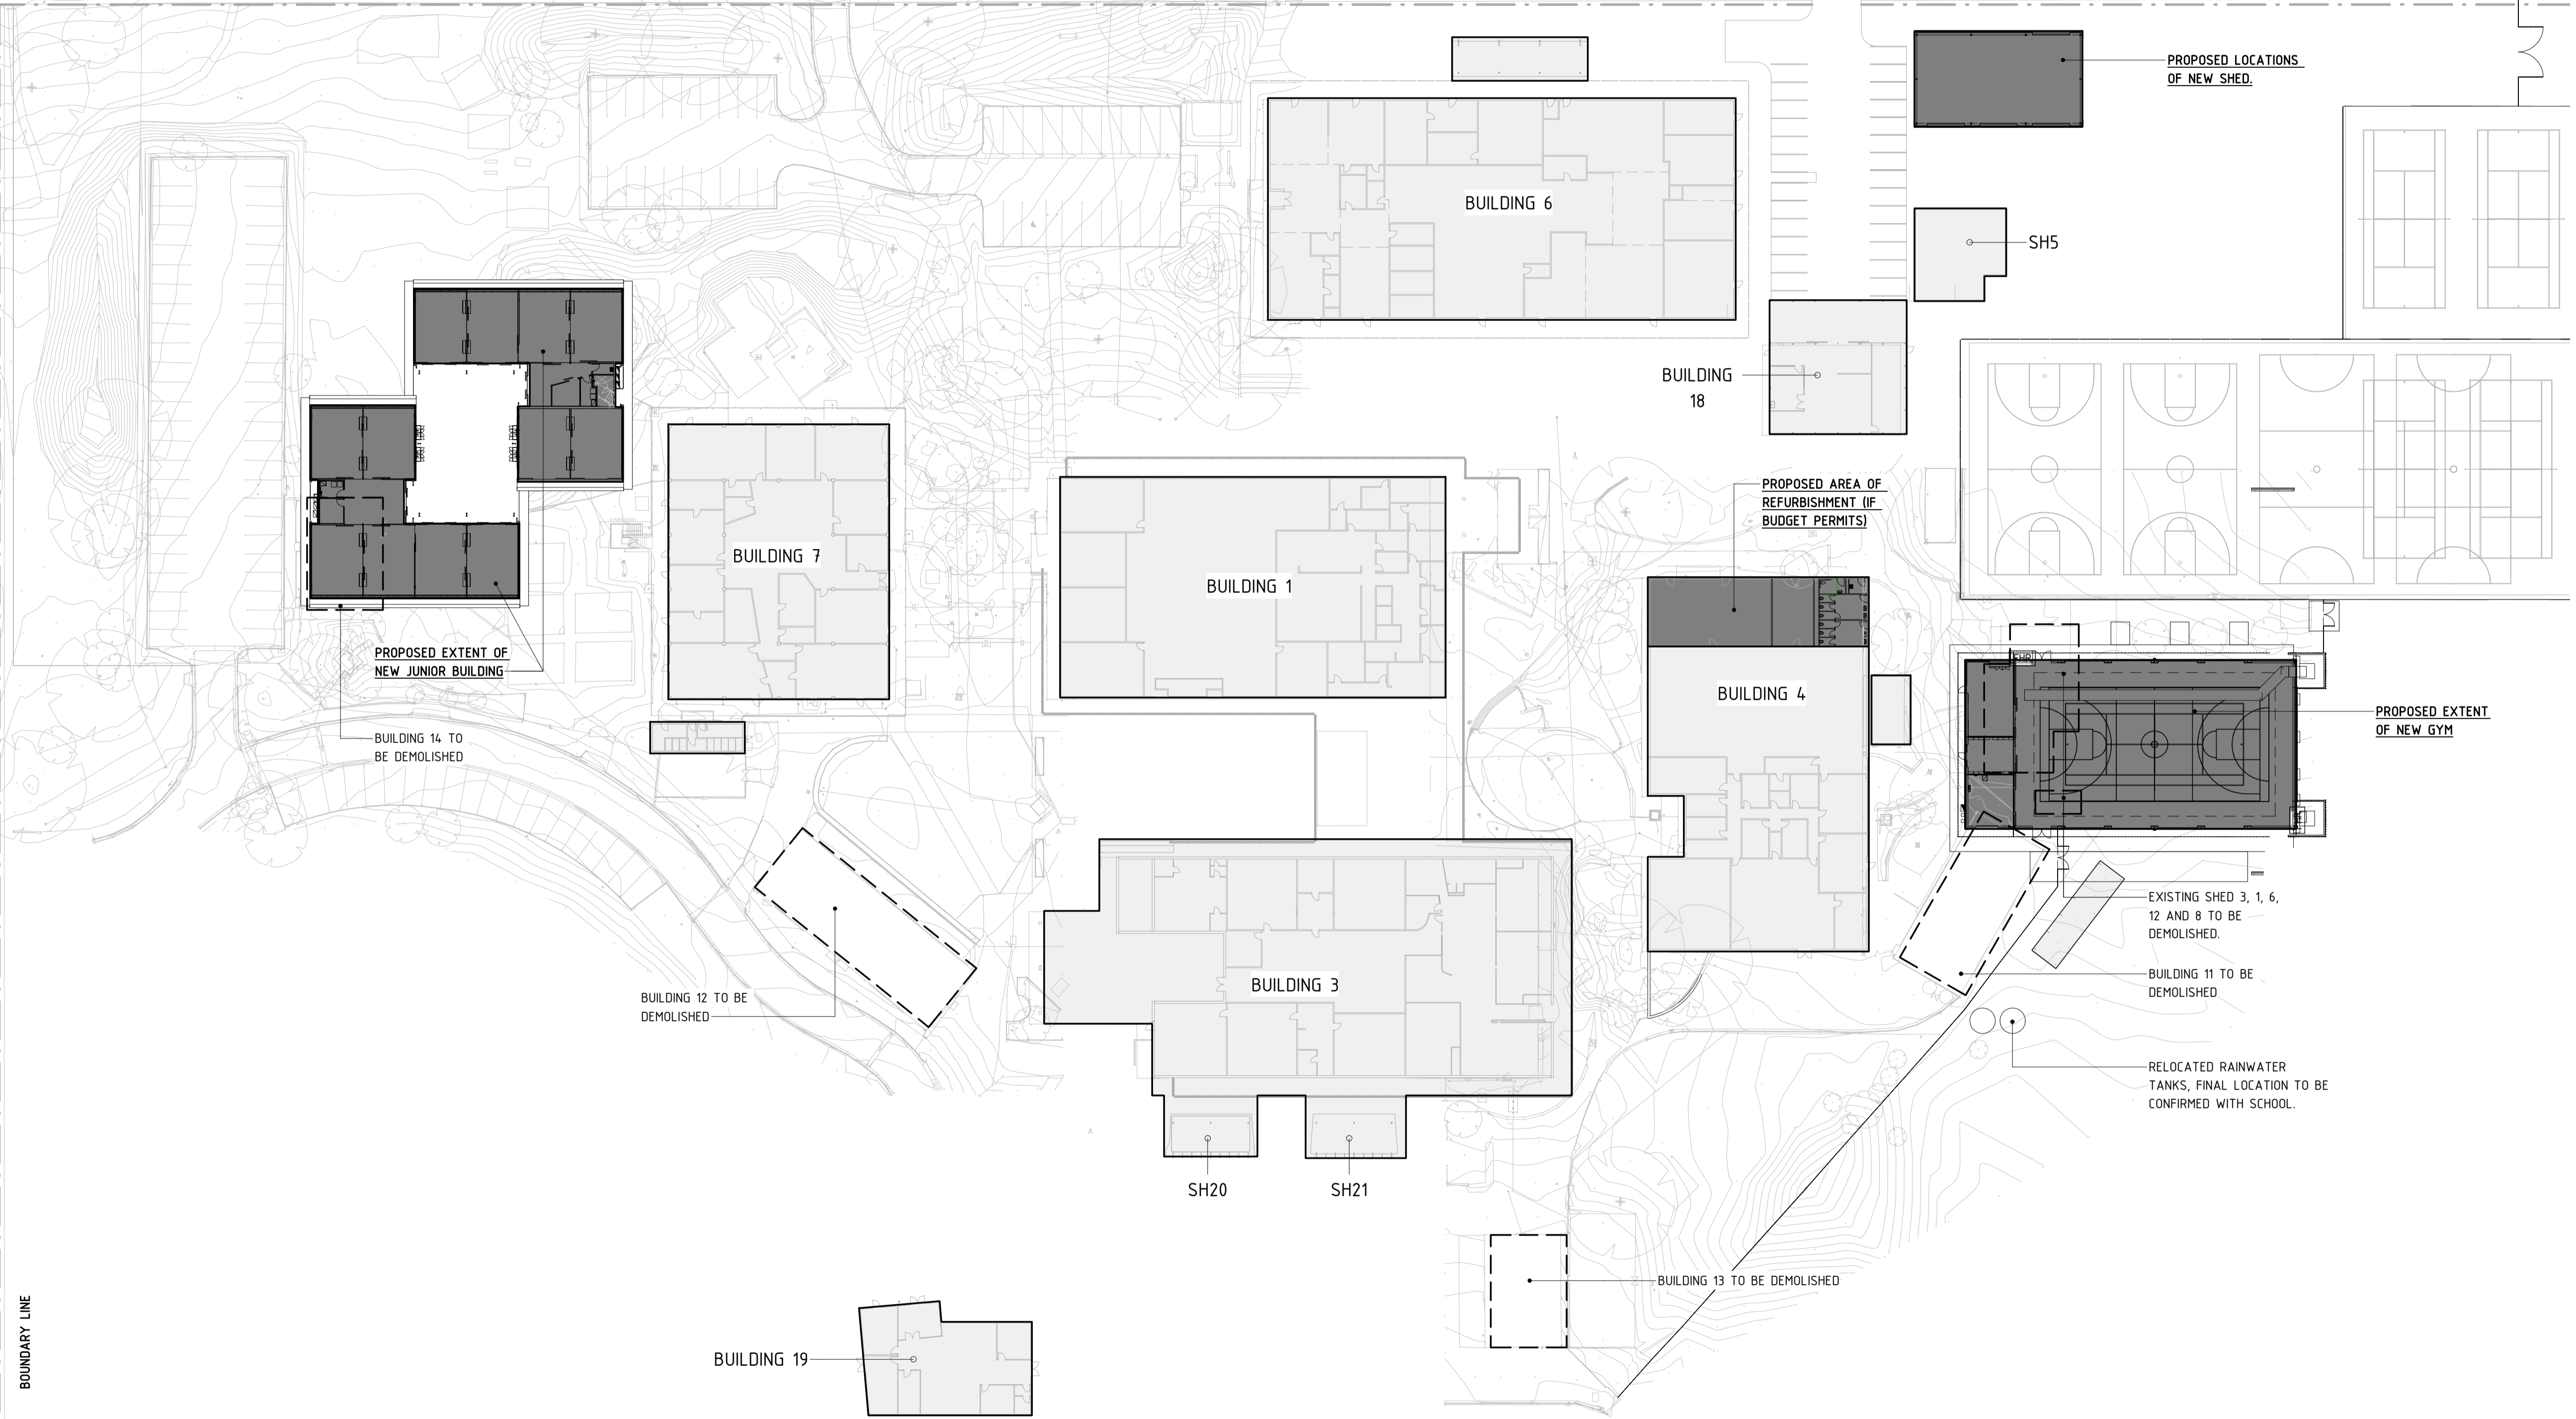 PROPOSED LOCATIONS
OF NEW SHED.
BUILDING 6
SH5
BUILDING
18
PROPOSED AREA OF
REFURBISHMENT (IF
BUDGET PERMITS)
BUILDING 7
BUILDING 1
PROPOSED EXTENT OF
NEW JUNIOR BUILDING
BUILDING 4
FHR
PROPOSED EXTENT
OF NEW GYM
BUILDING 14 TO
BE DEMOLISHED
EXISTING SHED 3, 1, 6,
12 AND 8 TO BE
DEMOLISHED.
BUILDING 11 TO BE
DEMOLISHED
BUILDING 3
BUILDING 12 TO BE
DEMOLISHED
RELOCATED RAINWATER
TANKS, FINAL LOCATION TO BE
CONFIRMED WITH SCHOOL.
SH20
SH21
BUILDING 13 TO BE DEMOLISHED
BUILDING 19
BOUNDARY LINE